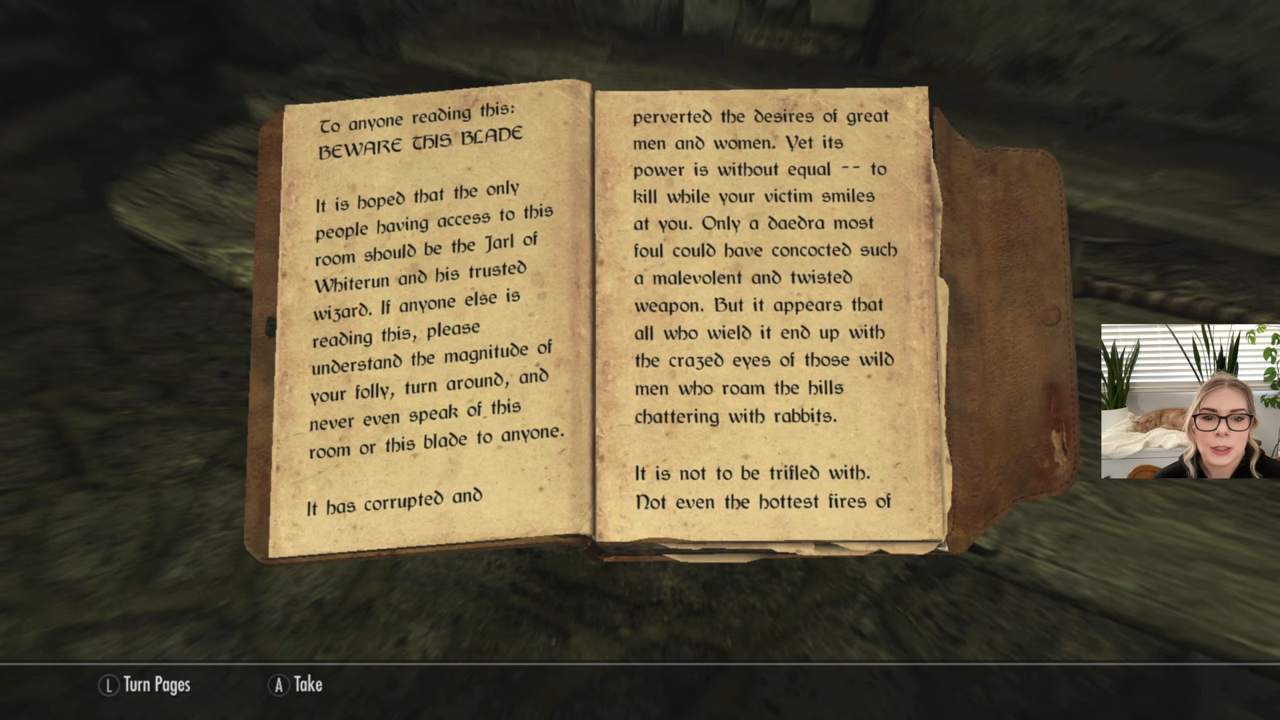 To anyone reading this:
BEWARE THIS BLADE
It is hoped that the only
people having access to this
room should be the Jarl of
Whiterun and his trusted
wizard. If anyone else is
reading this, please
understand the magnitude of
your folly, turn around, and
never even speak of this
room or this blade to anyone.
It has corrupted and
perverted the desires of great
men and women. Yet its
power is without equal -- to
kill while your victim smiles
at you. Only a daedra most
foul could have concocted such
a malevolent and twisted
weapon. But it appears that
all who wield it end up with
the crazed eyes of those wild
men who roam the hills
chattering with rabbits.
It is not to be trifled with.
Not even the hottest fires of
L Turn Pages
A Take